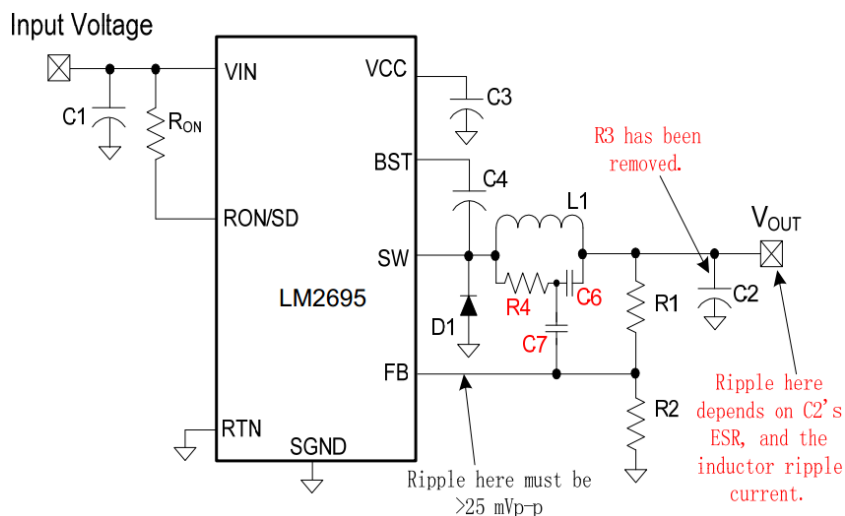 Input Voltage
VIN
VCC
C3
C1
RON
BST
C4
R3 has been
removed.
L1
VOUT
RON/SD
SW
LM2695
R4
C6
R1
C2
D1
C7
FB
R2
Ripple here
depends on C2's
ESR, and the
inductor ripple
current.
RTN
SGND
Ripple here must be
>25 mVp-p